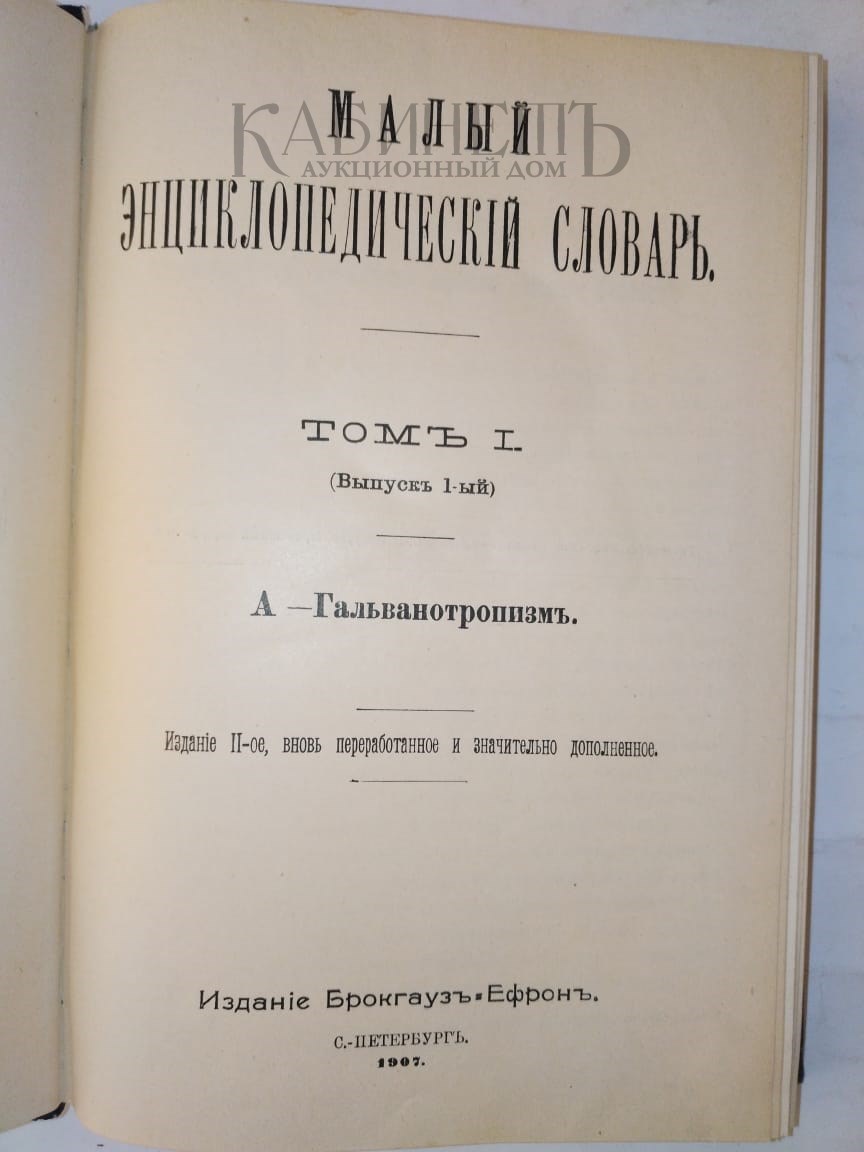 МАЛЫЙ
КАБИНЕТЪ
АУКЦИОННЫЙ ДОМ
ЭНЦИКЛОПЕДИЧЕСКІЙ СЛОВАРЬ.
ТОМЪ I.
(Выпускъ 1-ый)
А —Гальванотропизмъ.
Изданіе II-ое, вновь переработанное и значительно дополненное.
Изданіе Брокгаузъ-Ефронъ.
С.-ПЕТЕРБУРГЪ.
1907.